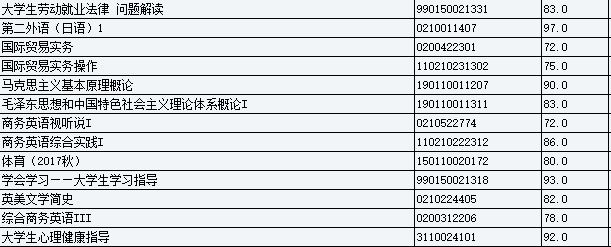 大学生劳动就业法律 问题解读 990150021331 83.0
第二外语（日语）1 0210011407 97.0
国际贸易实务 0200422301 72.0
国际贸易实务操作 110210231302 75.0
马克思主义基本原理概论 190110011207 90.0
毛泽东思想和中国特色社会主义理论体系概论I 190110011311 83.0
商务英语视听说I 0210522774 72.0
商务英语综合实践I 110210222312 86.0
体育（2017秋） 150110020172 80.0
学会学习——大学生学习指导 990150021318 93.0
英美文学简史 0210224405 82.0
综合商务英语III 0200312206 78.0
大学生心理健康指导 3110024101 92.0